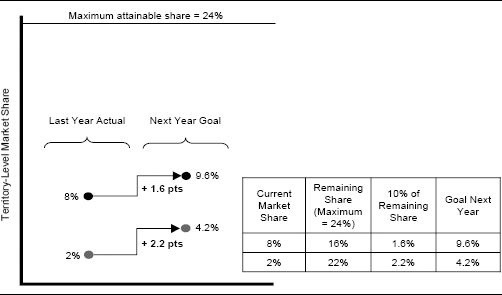 Maximum attainable share = 24%
Territory-Level Market Share
Last Year Actual
Next Year Goal
9.6%
8%
+ 1.6 pts
4.2%
2%
+ 2.2 pts
Current Market Share
Remaining Share (Maximum = 24%)
10% of Remaining Share
Goal Next Year
8% 16% 1.6% 9.6%
2% 22% 2.2% 4.2%